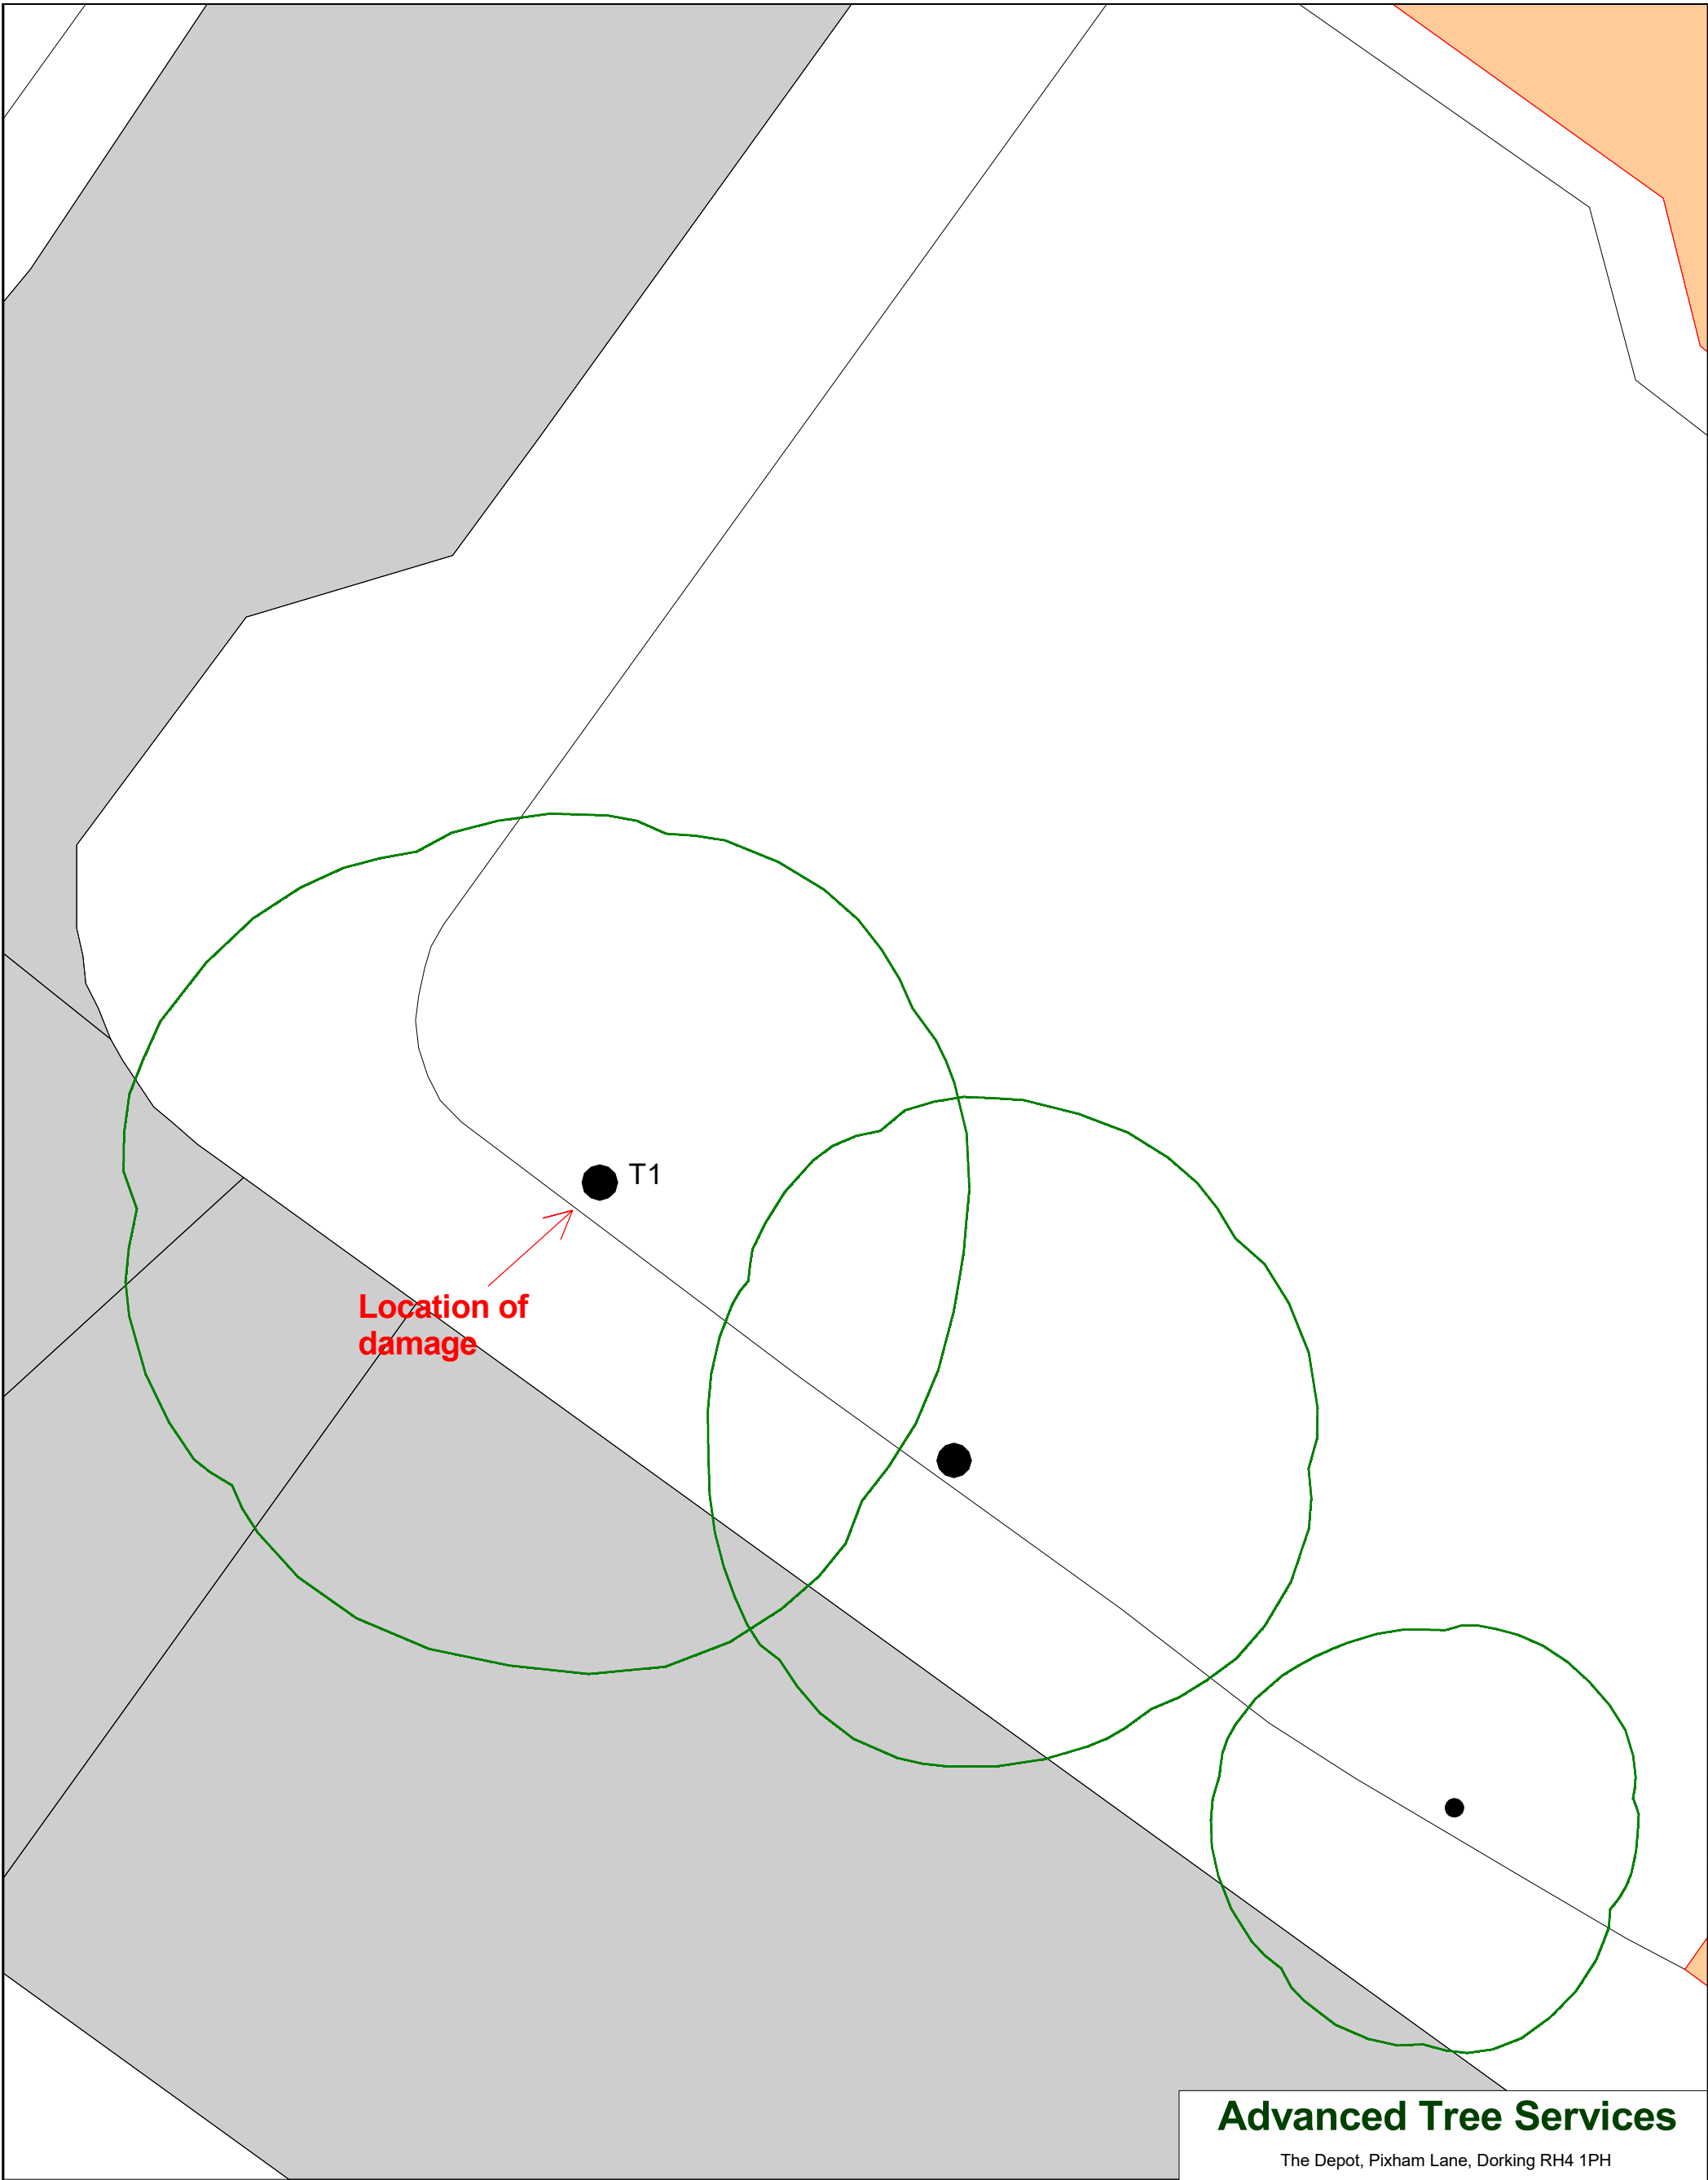 T1
Location of
damage
Advanced Tree Services
The Depot, Pixham Lane, Dorking RH4 1PH